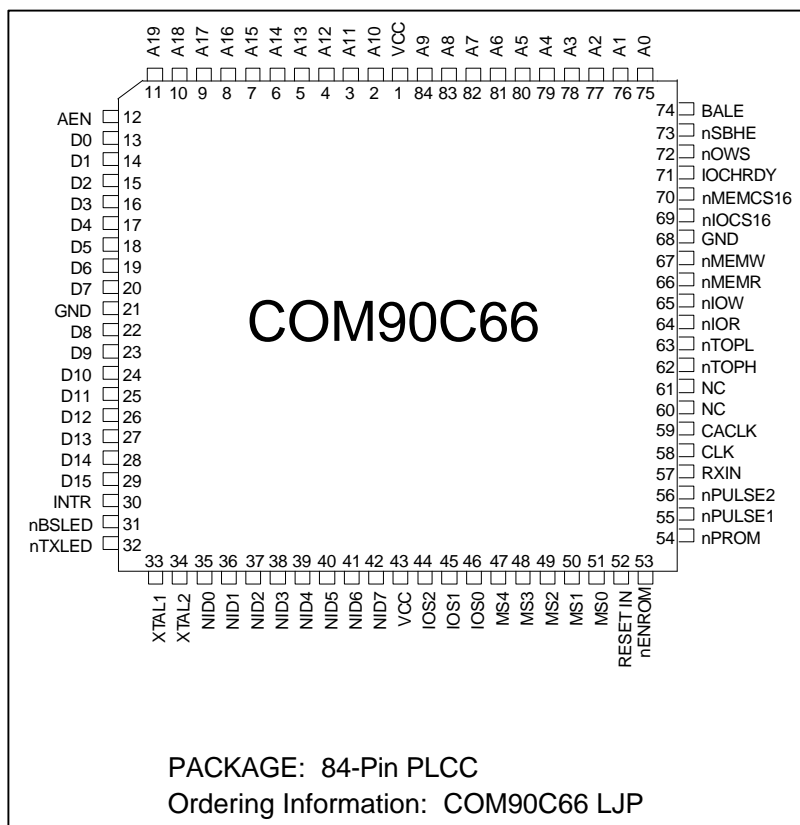 A19 A18 A17 A16 A15 A14 A13 A12 A11 A10 VCC A9 A8 A7 A6 A5 A4 A3 A2 A1 A0
11 10 9 8 7 6 5 4 3 2 1 84 83 82 81 80 79 78 77 76 75
AEN 12
D0 13
D1 14
D2 15
D3 16
D4 17
D5 18
D6 19
D7 20
GND 21
D8 22
D9 23
D10 24
D11 25
D12 26
D13 27
D14 28
D15 29
INTR 30
nBSLED 31
nTXLED 32
COM90C66
74 BALE
73 nSBHE
72 nOWS
71 IOCHRDY
70 nMEMCS16
69 nIOCS16
68 GND
67 nMEMW
66 nMEMR
65 nIOW
64 nIOR
63 nTOPL
62 nTOPH
61 NC
60 NC
59 CACLK
58 CLK
57 RXIN
56 nPULSE2
55 nPULSE1
54 nPROM
33 34 35 36 37 38 39 40 41 42 43 44 45 46 47 48 49 50 51 52 53
XTAL1 XTAL2 NID0 NID1 NID2 NID3 NID4 NID5 NID6 NID7 VCC IOS2 IOS1 IOS0 MS4 MS3 MS2 MS1 MS0 RESET IN nENROM
PACKAGE: 84-Pin PLCC
Ordering Information: COM90C66 LJP